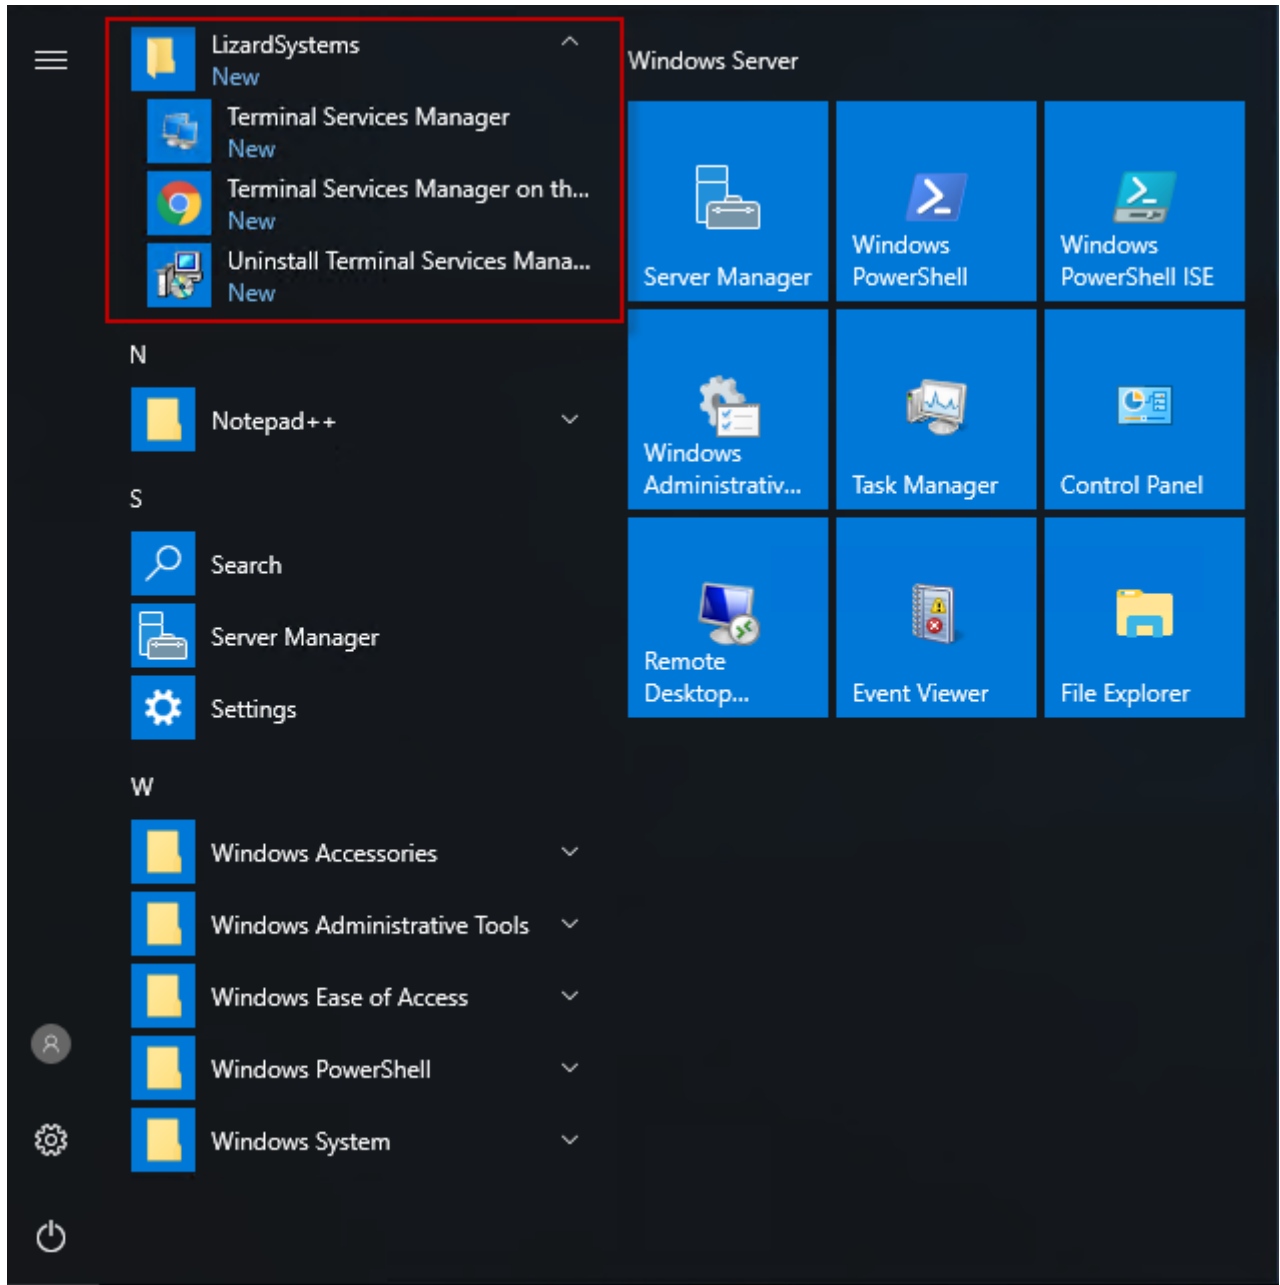 LizardSystems
New
Terminal Services Manager
New
Terminal Services Manager on th...
New
Uninstall Terminal Services Mana...
New
N
Notepad++
S
Search
Server Manager
Settings
W
Windows Accessories
Windows Administrative Tools
Windows Ease of Access
Windows PowerShell
Windows System
Windows Server
Server Manager
Windows
PowerShell
Windows
PowerShell ISE
Windows
Administrativ...
Task Manager
Control Panel
Remote
Desktop...
Event Viewer
File Explorer